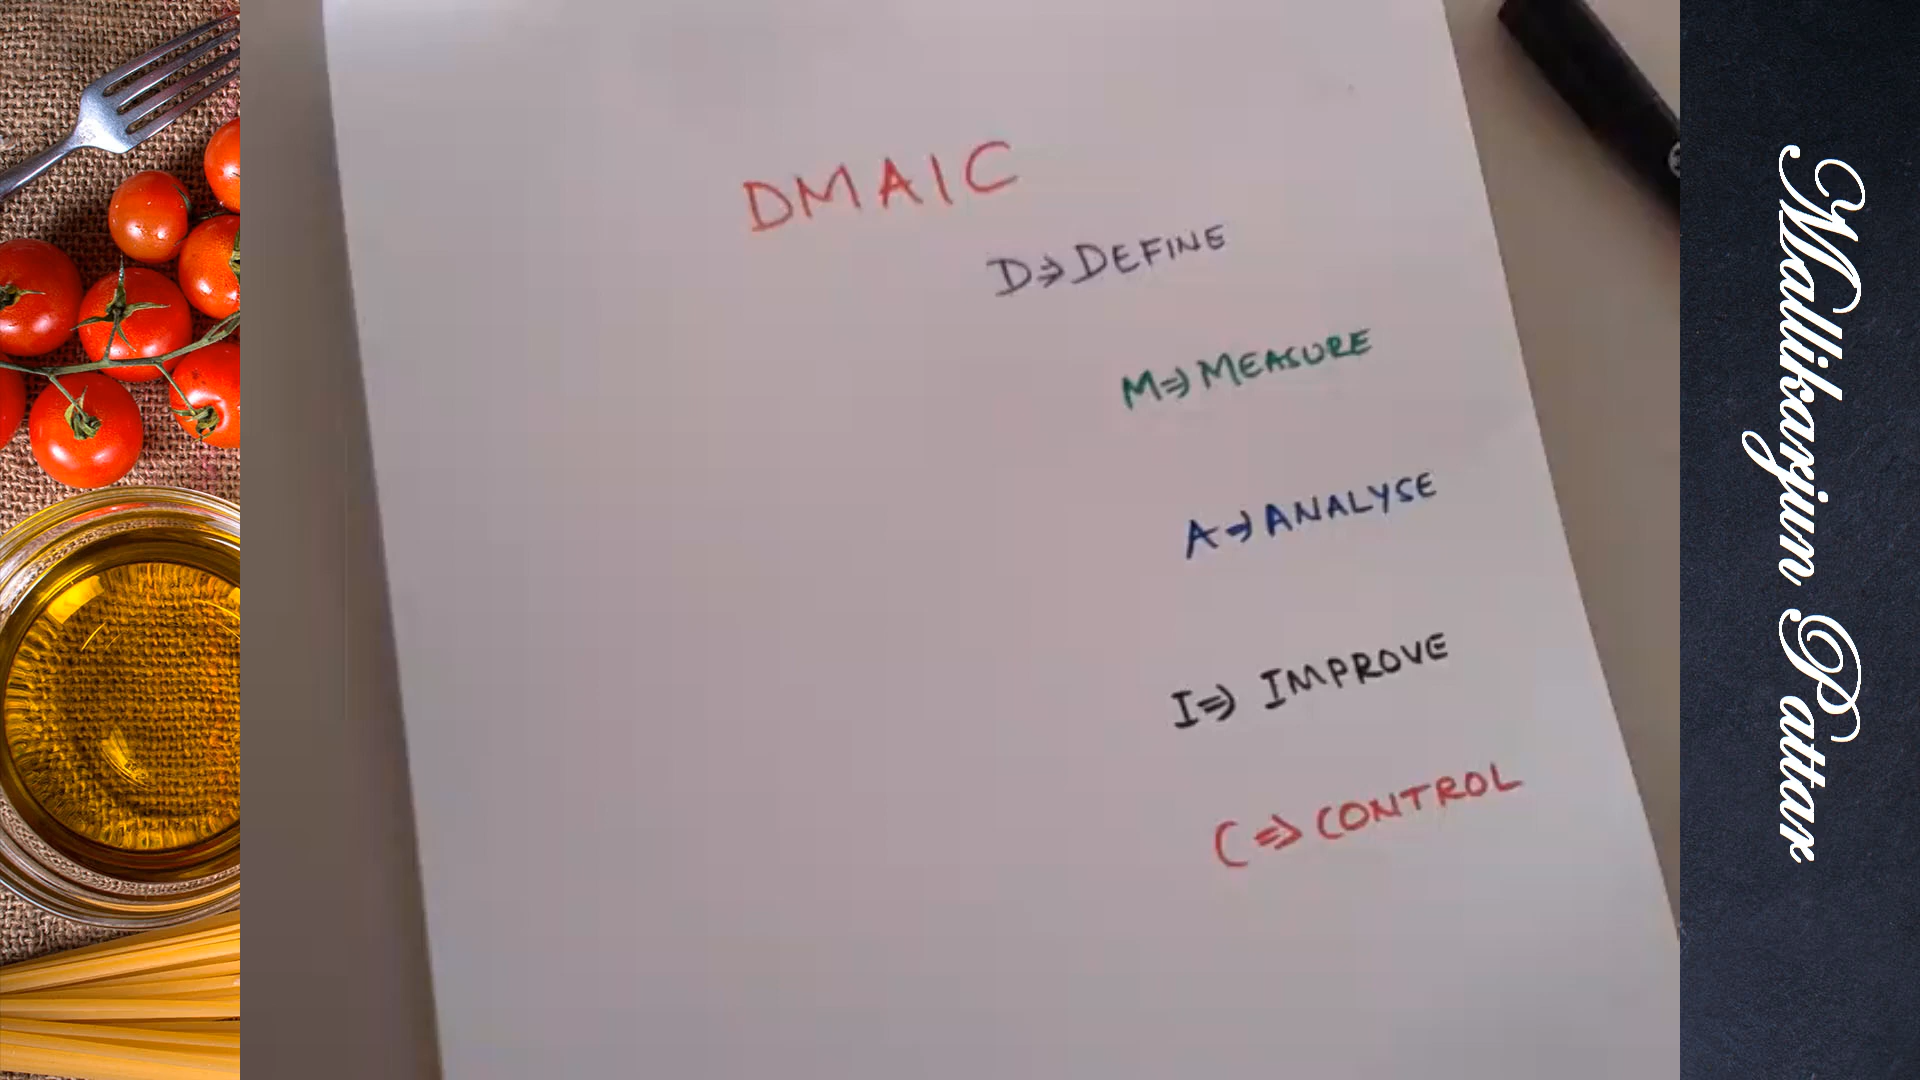 DMAIC
D⇒DEFINE
M⇒MEASURE
A⇒ANALYSE
I⇒ IMPROVE
C⇒CONTROL
Mallikarjun Pattar